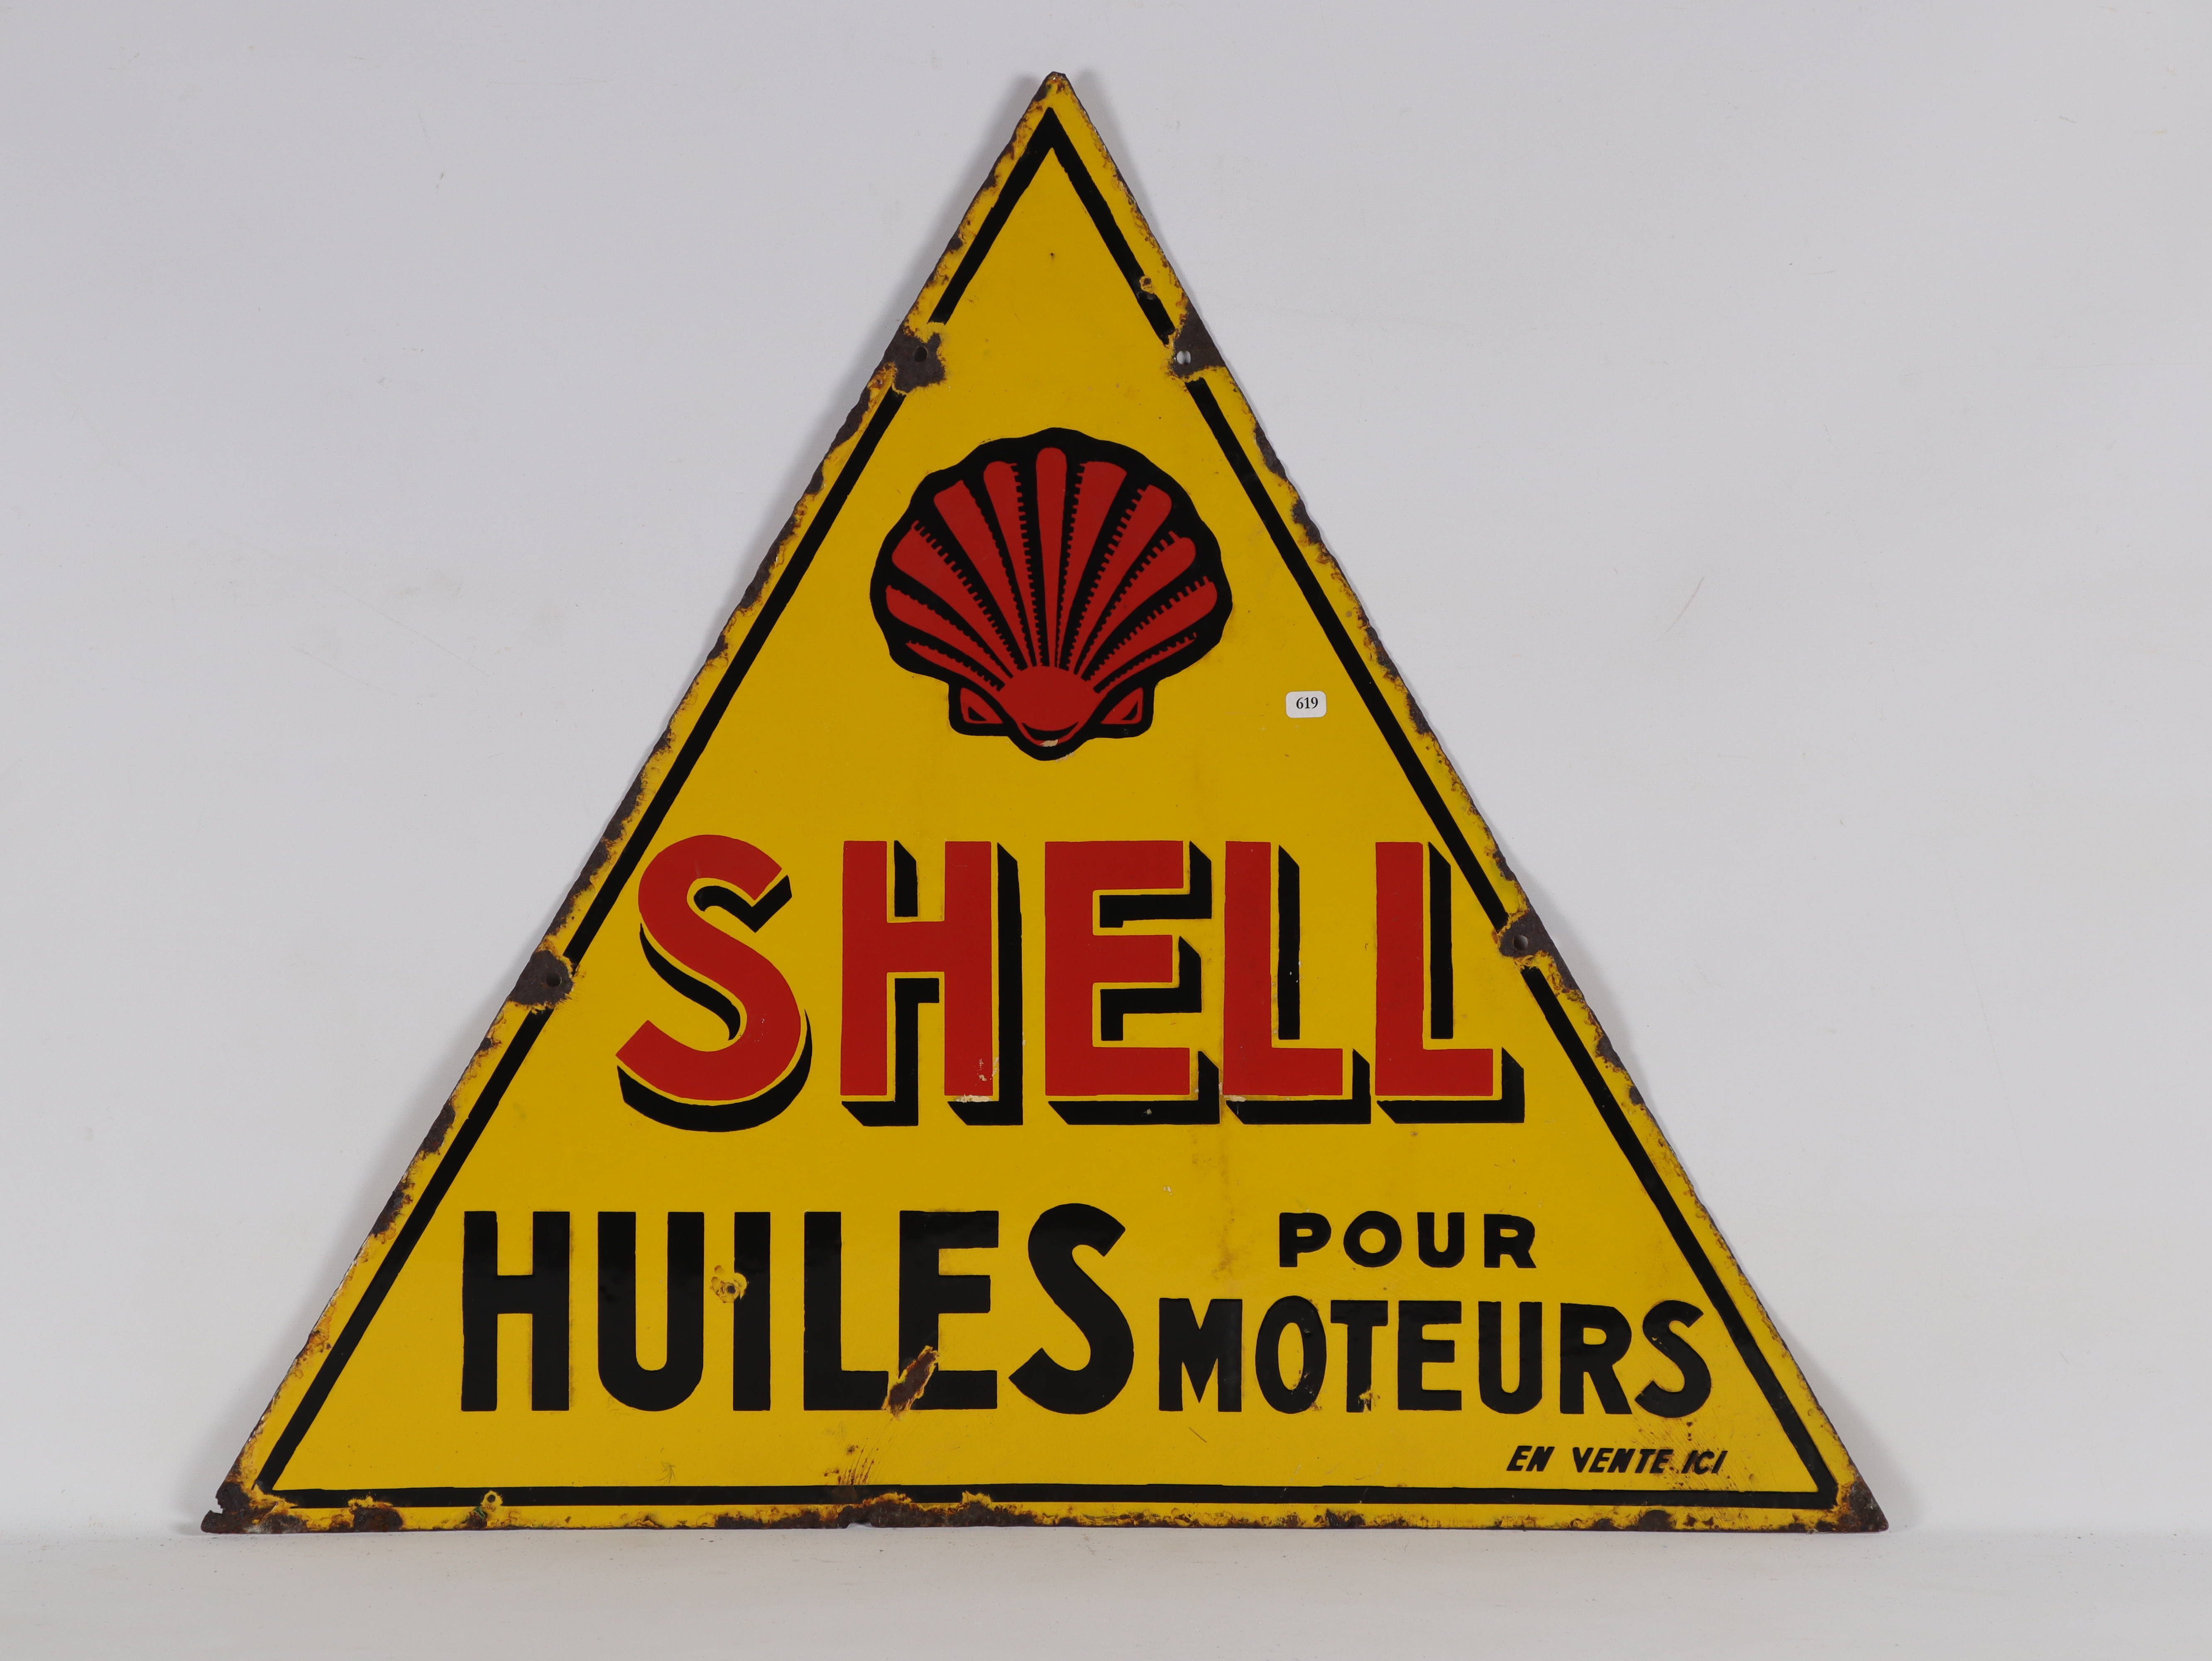 619
SHELL
HUILES POUR MOTEURS
EN VENTE ICI